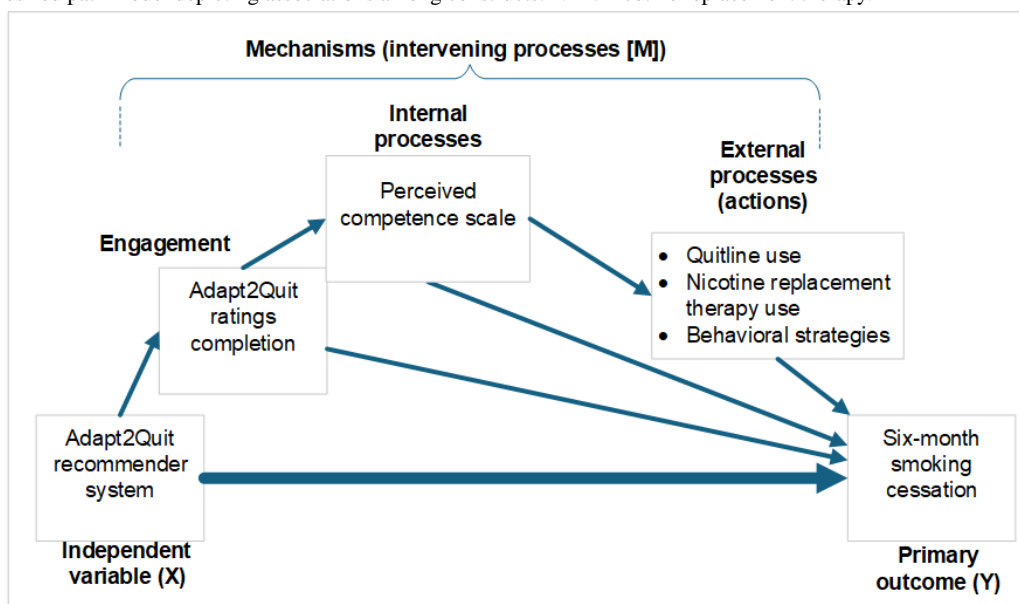 Mechanisms (intervening processes [M])
Internal
processes
External
processes
(actions)
Perceived
competence scale
Engagement
• Quitline use
• Nicotine replacement
therapy use
• Behavioral strategies
Adapt2Quit
ratings
completion
Adapt2Quit
recommender
system
Six-month
smoking
cessation
Independent
variable (X)
Primary
outcome (Y)